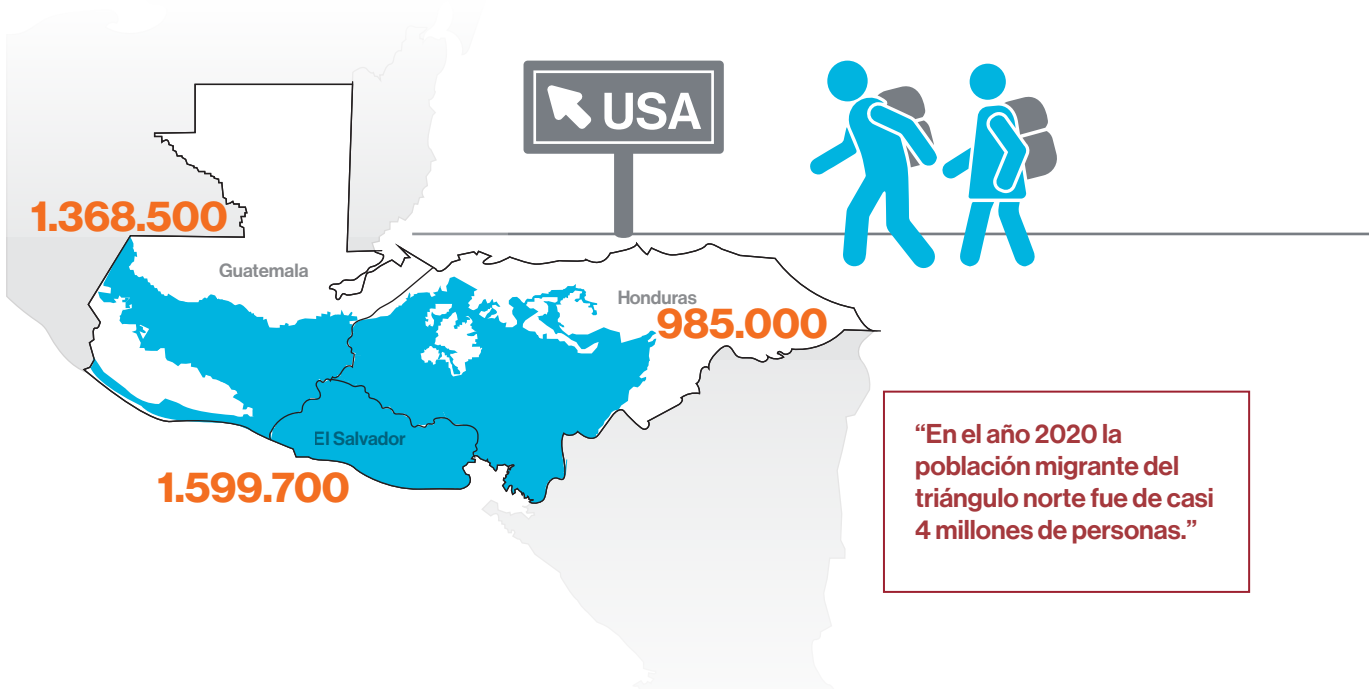 USA
1.368.500
Guatemala
Honduras
985.000
El Salvador
1.599.700
“En el año 2020 la
población migrante del
triángulo norte fue de casi
4 millones de personas.”